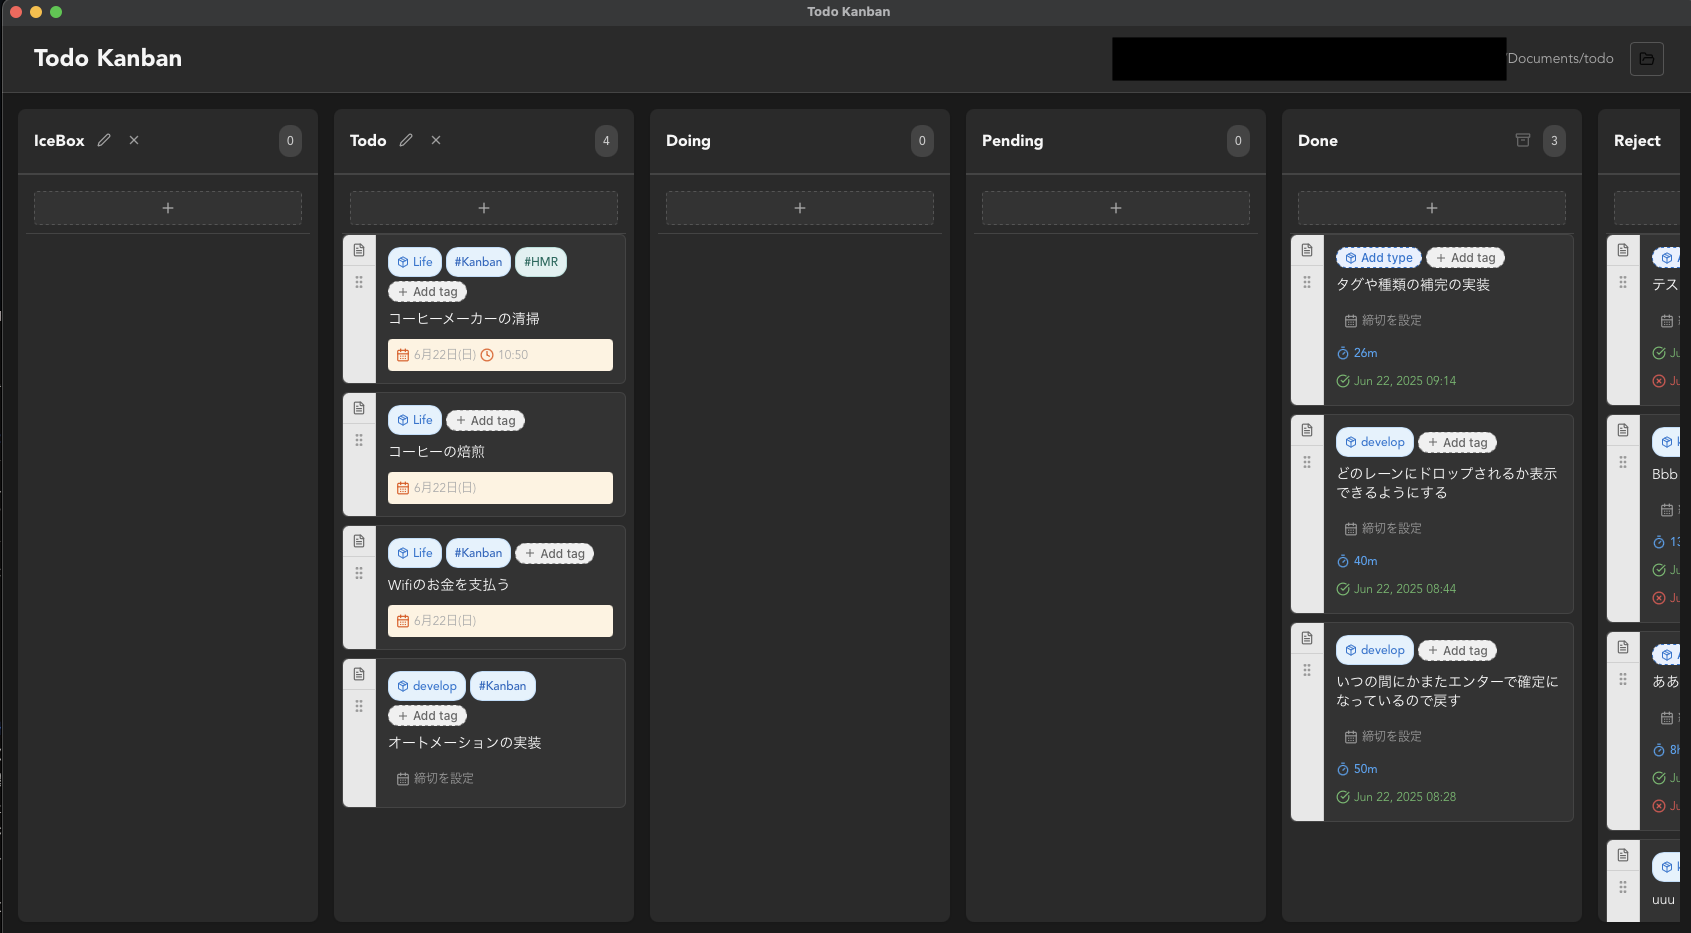 Todo Kanban
Todo Kanban
/Documents/todo
IceBox
0
Todo
4
Life
#Kanban
#HMR
Add tag
コーヒーメーカーの清掃
6月22日(日) 10:50
Life
Add tag
コーヒーの焙煎
6月22日(日)
Life
#Kanban
Add tag
Wifiのお金を支払う
6月22日(日)
develop
#Kanban
Add tag
オートメーションの実装
締切を設定
Doing
0
Pending
0
Done
3
Add type
Add tag
タグや種類の補完の実装
締切を設定
26m
Jun 22, 2025 09:14
develop
Add tag
どのレーンにドロップされるか表示
できるようにする
締切を設定
40m
Jun 22, 2025 08:44
develop
Add tag
いつの間にかまたエンターで確定に
なっているので戻す
締切を設定
50m
Jun 22, 2025 08:28
Reject
テス
Ju
Ju
Bbb
13
Ju
Ju
ああ
8h
Ju
Ju
uuu